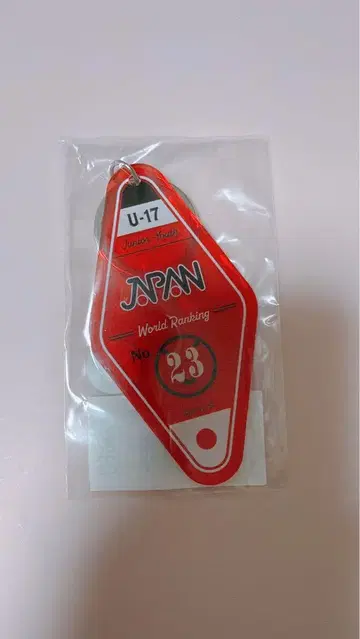 U-17
JAPAN
World Ranking
No
23